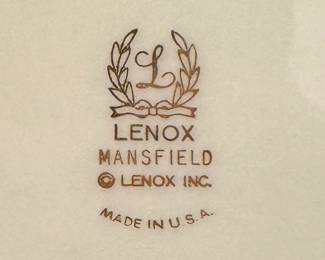 L
LENOX
MANSFIELD
© LENOX INC.
MADE IN U.S.A.